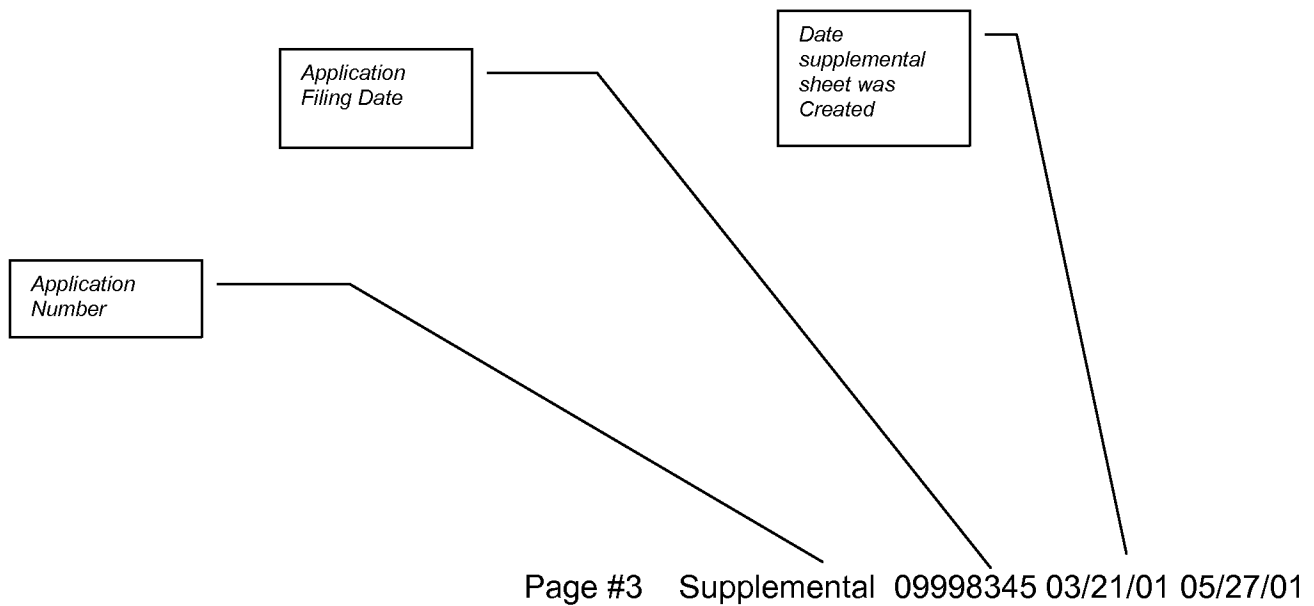 Date
supplemental
sheet was
Created
Application
Filing Date
Application
Number
Page #3 Supplemental 09998345 03/21/01 05/27/01